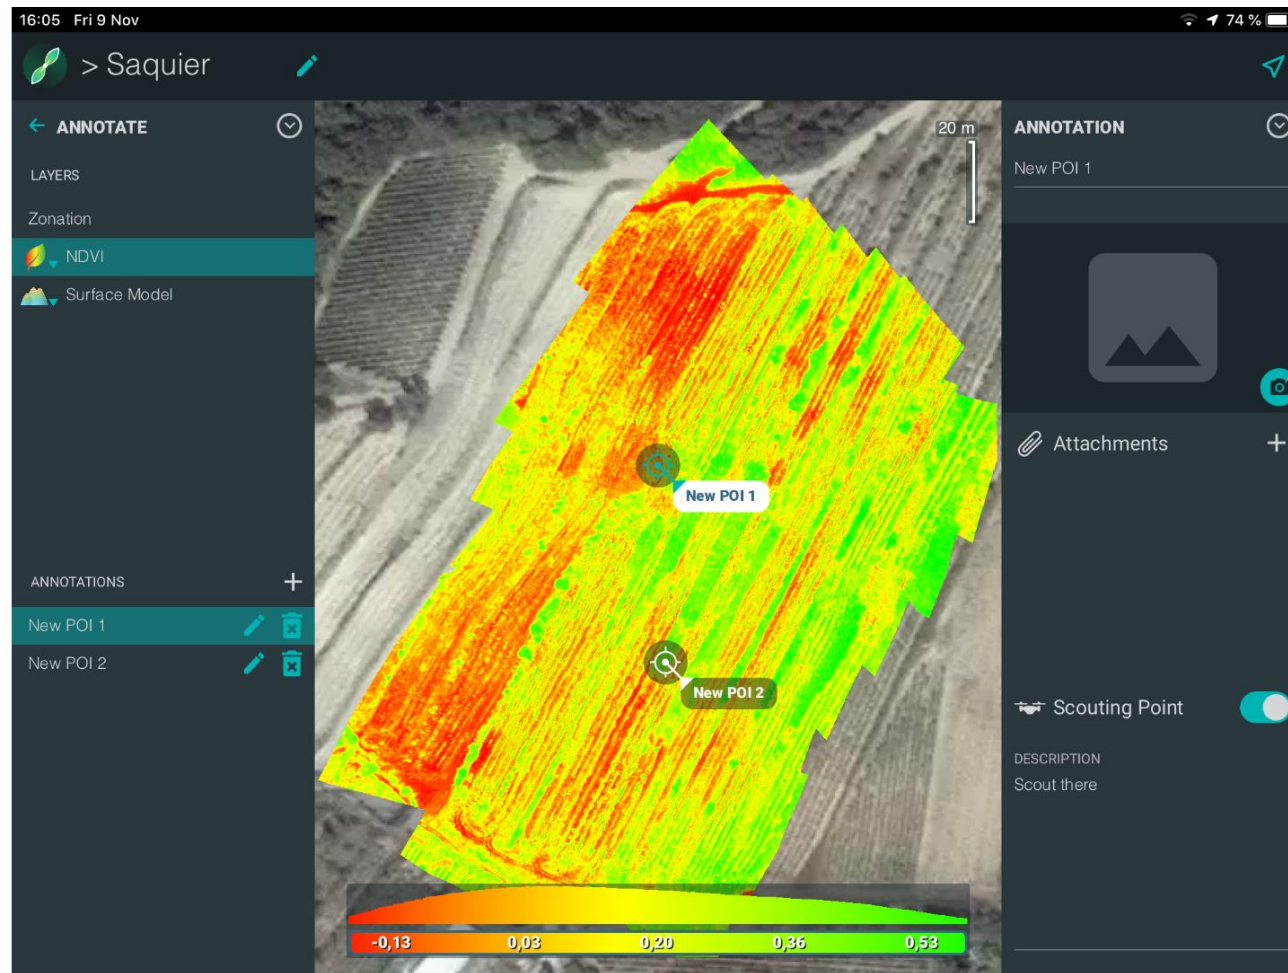 16:05 Fri 9 Nov
74 %
> Saquier
ANNOTATE
LAYERS
Zonation
NDVI
Surface Model
ANNOTATIONS
New POI 1
New POI 2
20 m
New POI 1
New POI 2
-0,13 0,03 0,20 0,36 0,53
ANNOTATION
New POI 1
Attachments
Scouting Point
DESCRIPTION
Scout there